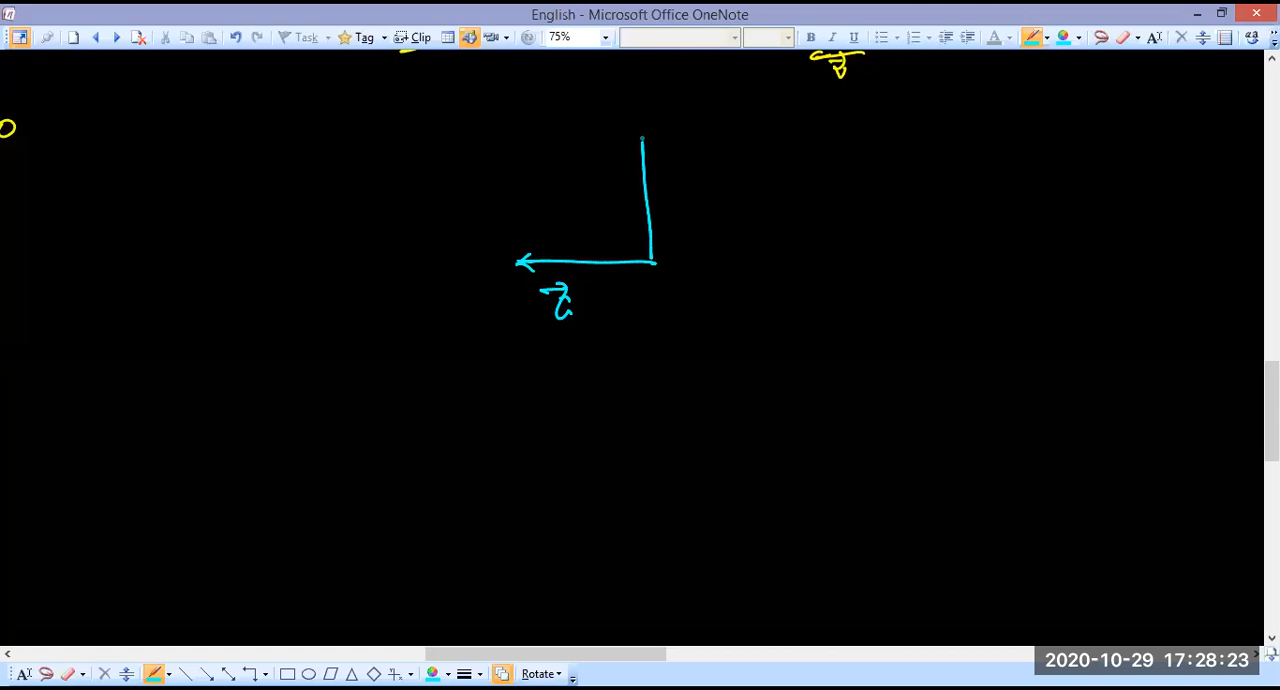 English - Microsoft Office OneNote
Task Tag Clip 75% B I U A
Rotate
2020-10-29 17:28:23